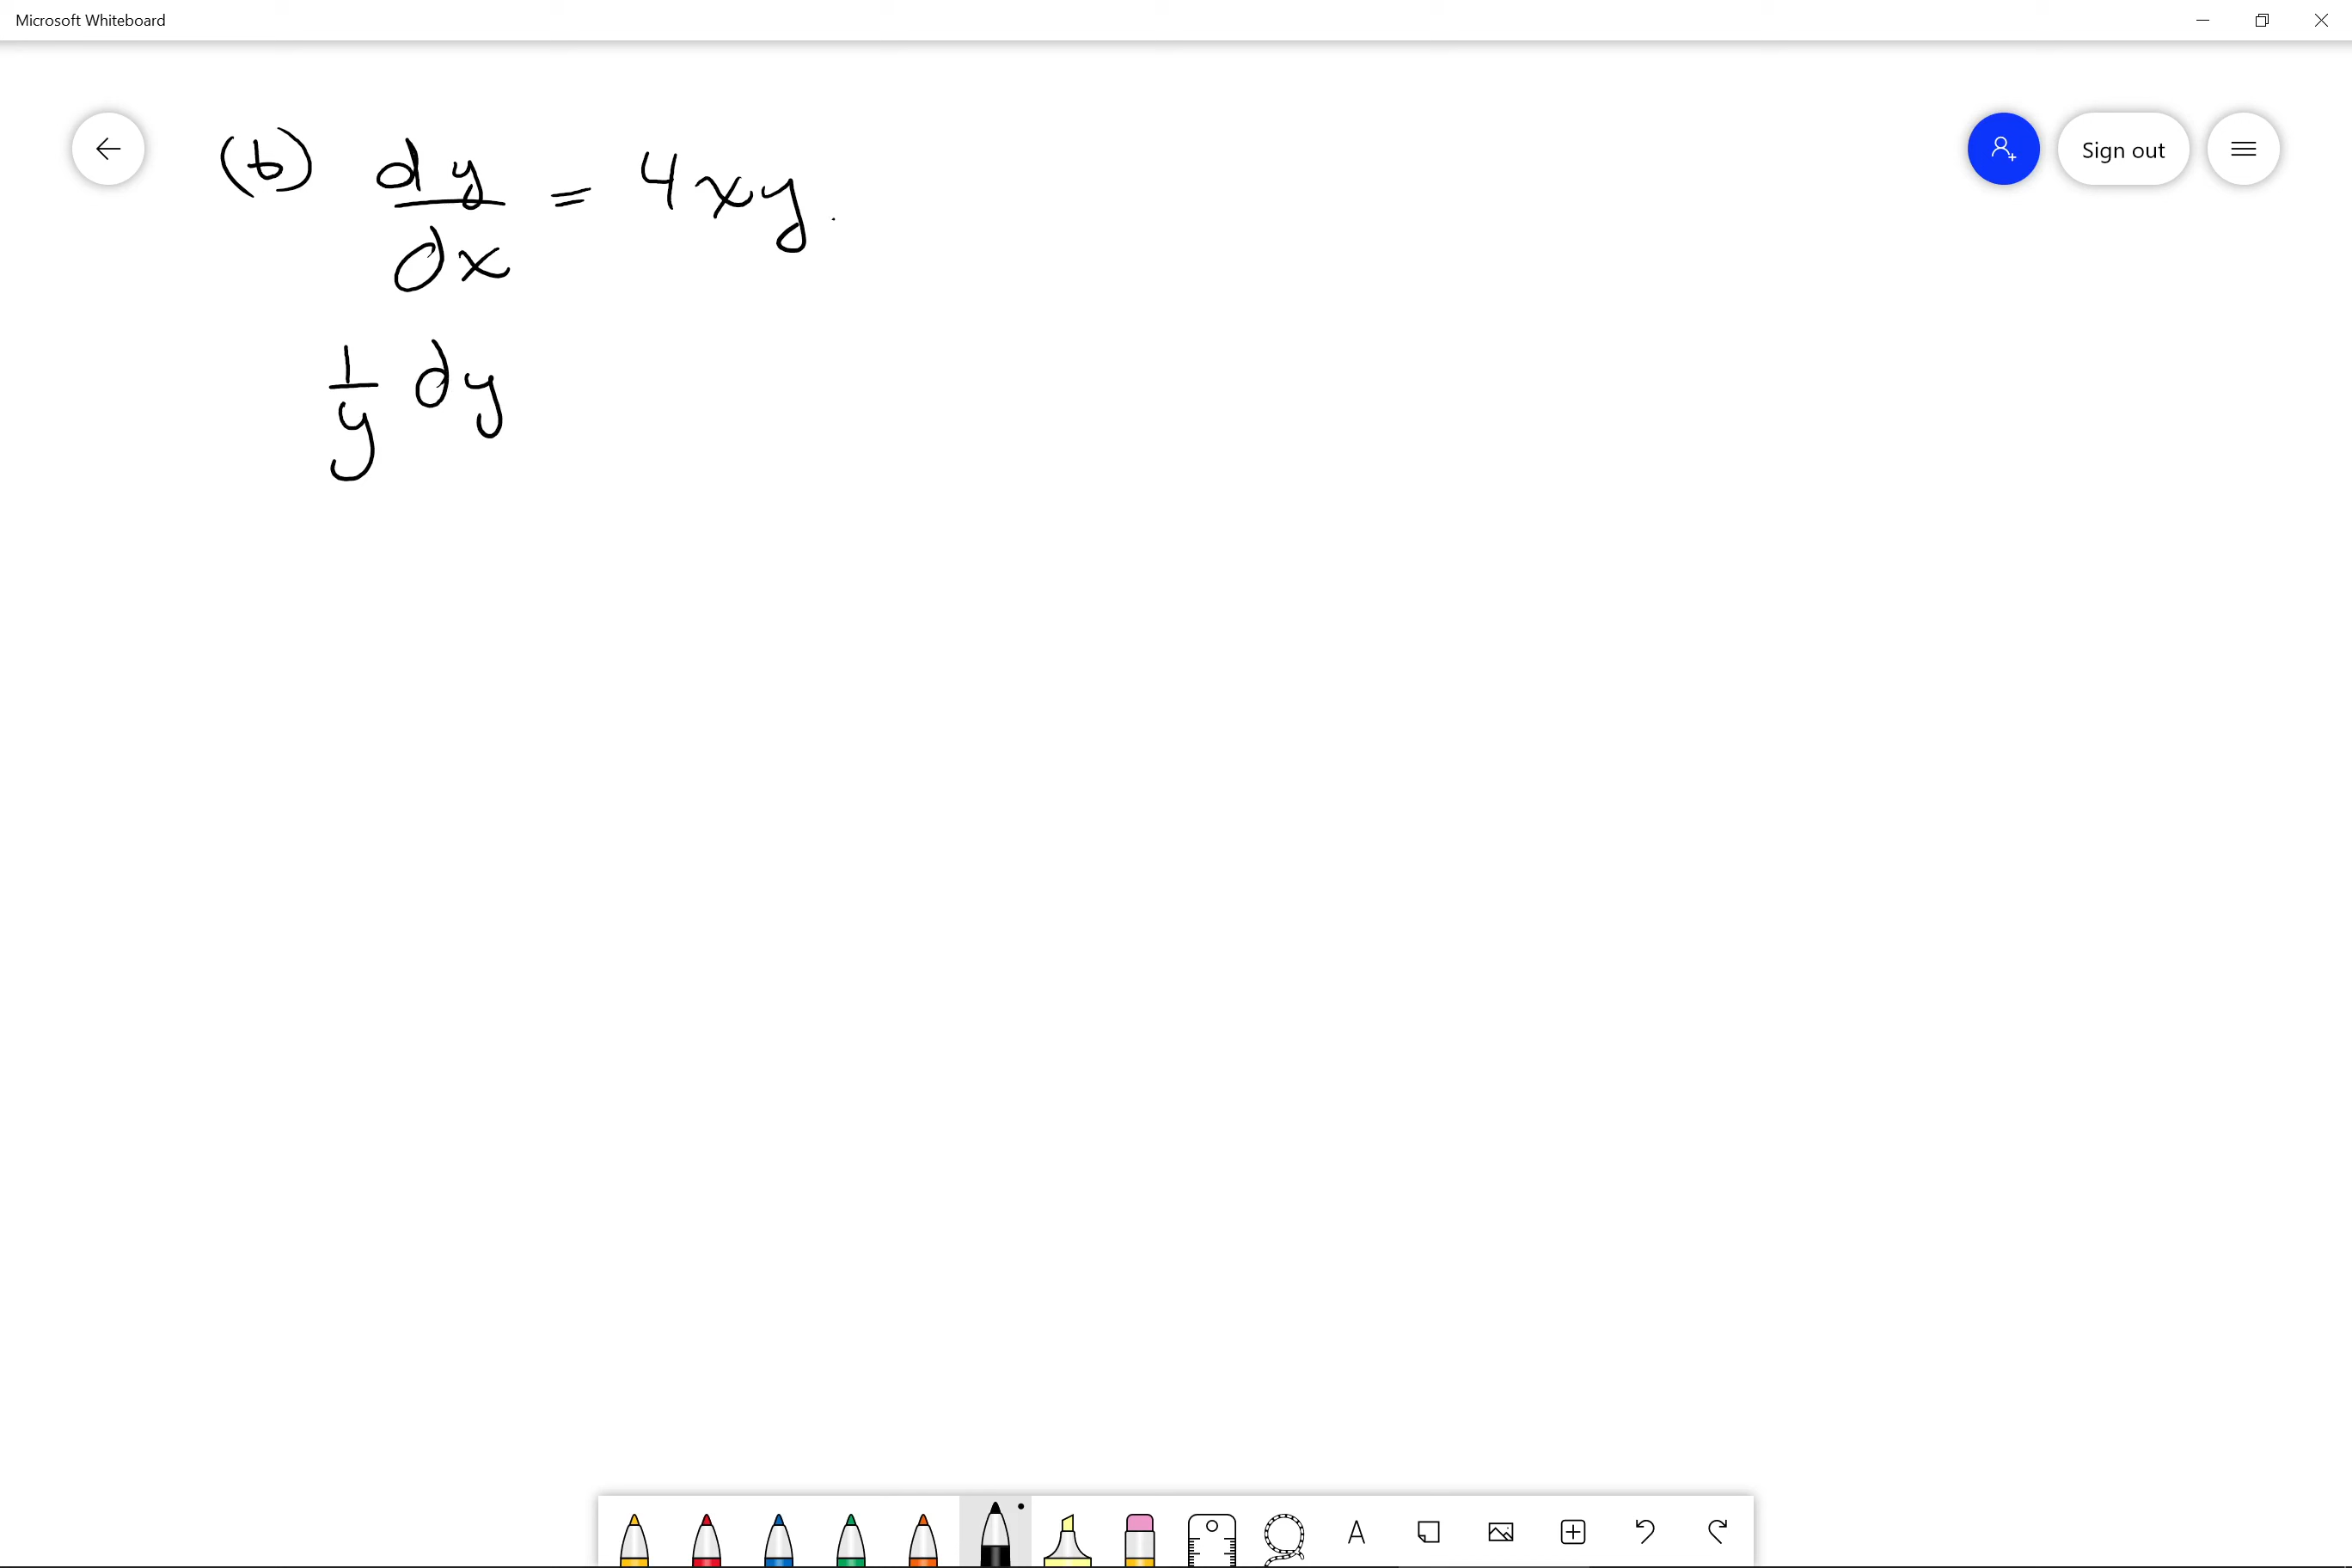 Microsoft Whiteboard
Sign out
(b) dy/dx = 4xy.
1/y dy
A